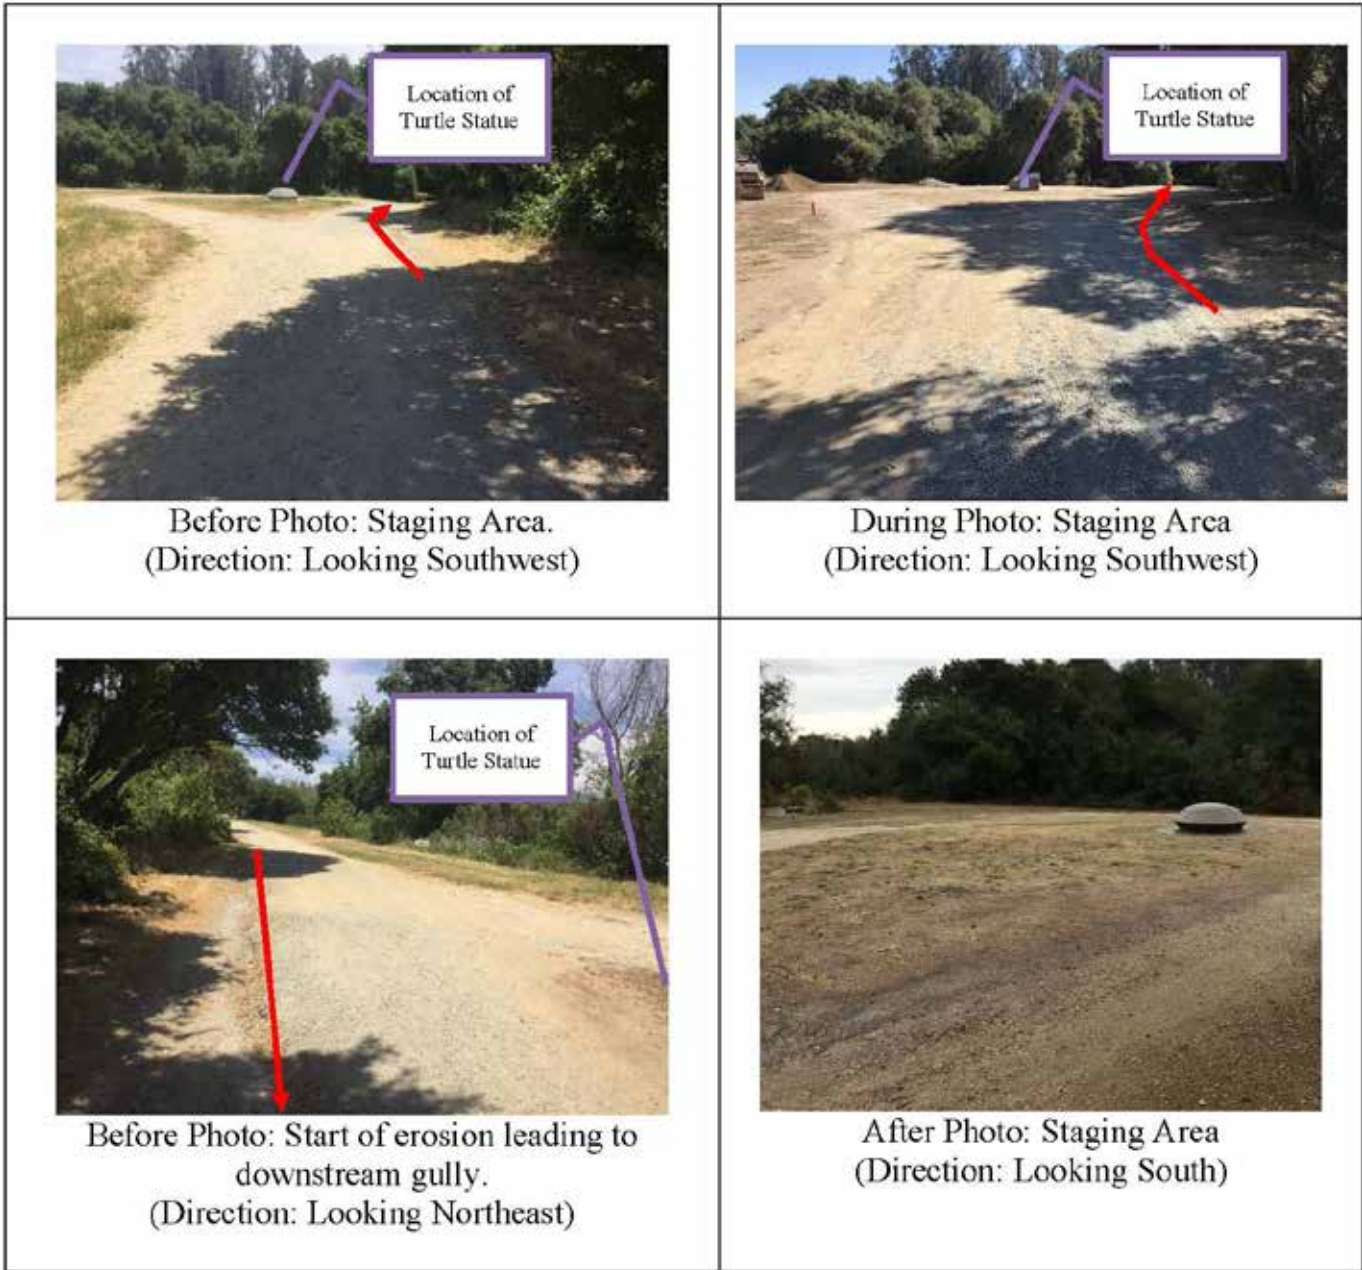 Location of
Turtle Statue
Before Photo: Staging Area.
(Direction: Looking Southwest)
Location of
Turtle Statue
During Photo: Staging Area
(Direction: Looking Southwest)
Location of
Turtle Statue
Before Photo: Start of erosion leading to
downstream gully.
(Direction: Looking Northeast)
After Photo: Staging Area
(Direction: Looking South)